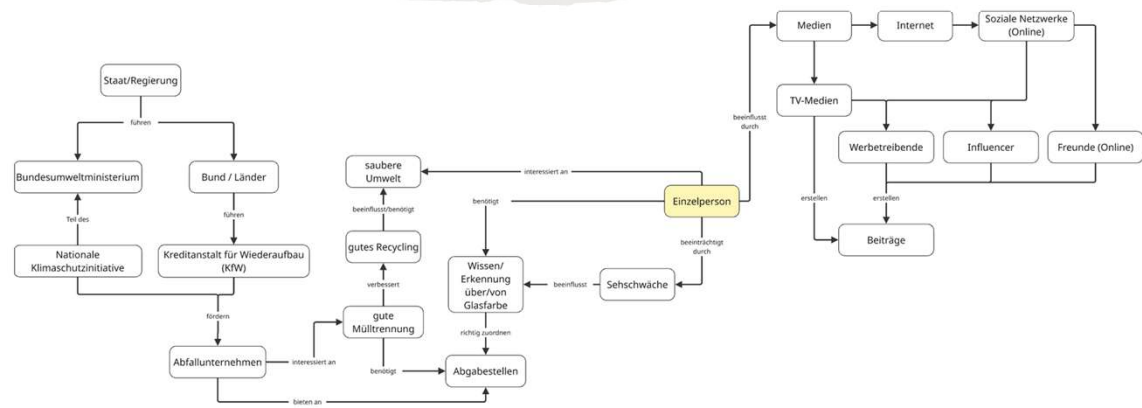 Medien
Internet
Soziale Netzwerke
(Online)
Staat/Regierung
TV-Medien
beeinflusst
durch
führen
Werbetreibende
Influencer
Freunde (Online)
Bundesumweltministerium
Bund / Länder
saubere
Umwelt
interessiert an
Einzelperson
benötigt
erstellen
erstellen
Teil des
führen
beeinflusst/benötigt
Beiträge
beeinträchtigt
durch
Nationale
Klimaschutzinitiative
Kreditanstalt für Wiederaufbau
(KfW)
gutes Recycling
Wissen/
Erkennung
über/von
Glasfarbe
beeinflusst
Sehschwäche
verbessert
fördern
gute
Mülltrennung
richtig zuordnen
Abfallunternehmen
interessiert an
benötigt
Abgabestellen
bieten an